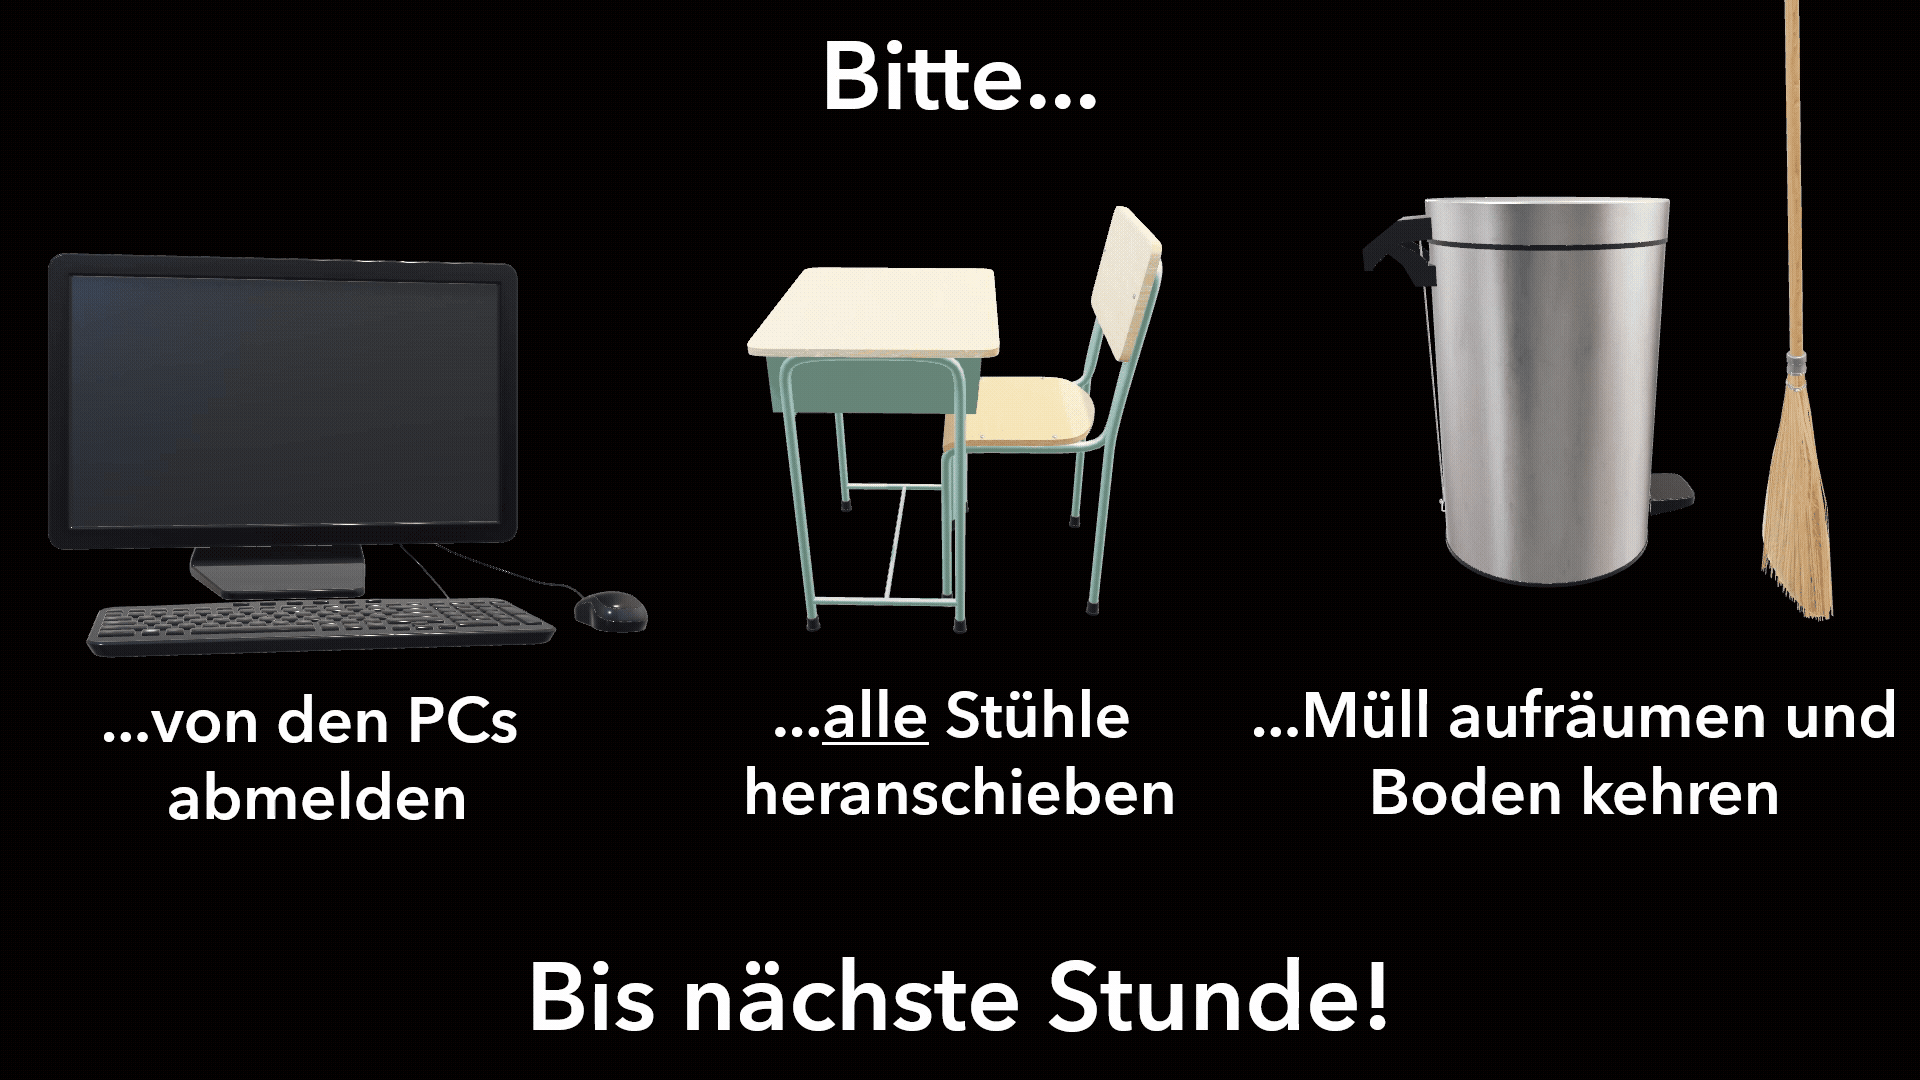 Bitte...
...von den PCs
abmelden
...alle Stühle
heranschieben
...Müll aufräumen und
Boden kehren
Bis nächste Stunde!